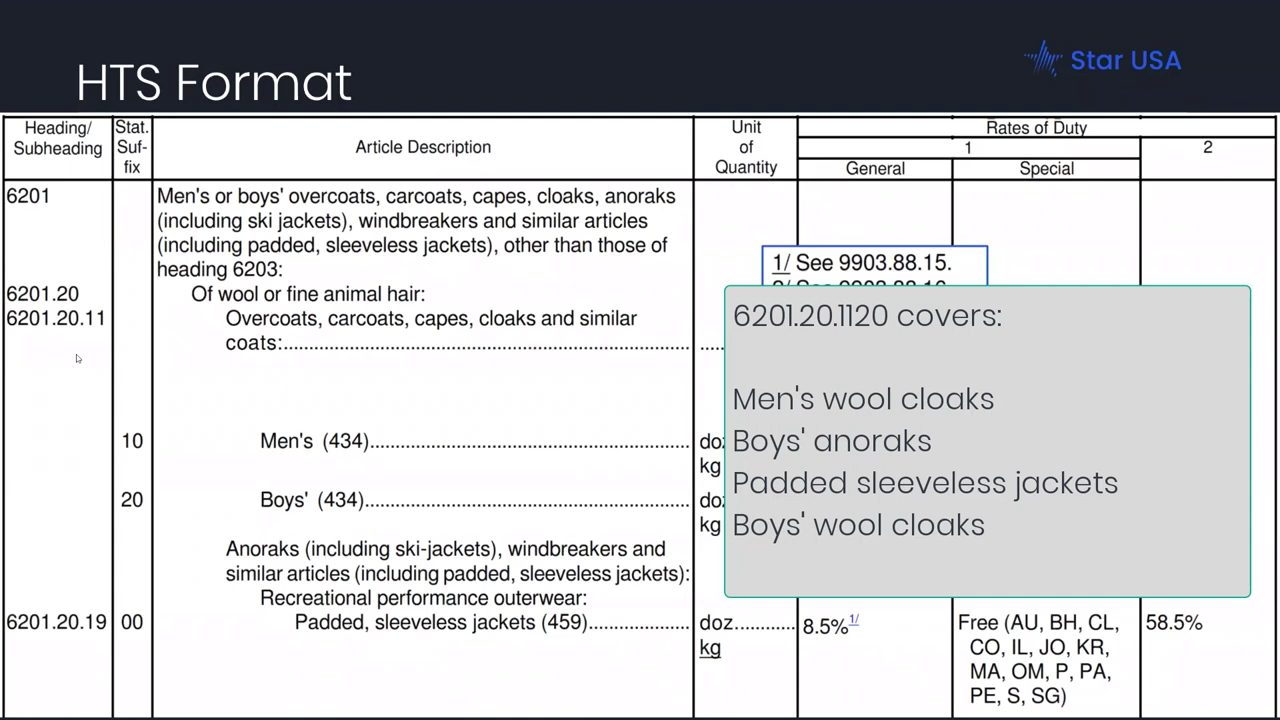 HTS Format
Star USA
Heading/
Subheading
Stat.
Suf-
fix
Article Description
Unit
of
Quantity
Rates of Duty
1
General
Special
2
6201
Men's or boys' overcoats, carcoats, capes, cloaks, anoraks
(including ski jackets), windbreakers and similar articles
(including padded, sleeveless jackets), other than those of
heading 6203:
1/ See 9903.88.15.
6201.20
Of wool or fine animal hair:
6201.20.11
Overcoats, carcoats, capes, cloaks and similar
coats:
10
Men's (434)
doz
kg
20
Boys' (434)
doz
kg
Anoraks (including ski-jackets), windbreakers and
similar articles (including padded, sleeveless jackets):
Recreational performance outerwear:
6201.20.19
00
Padded, sleeveless jackets (459)
doz.
kg
8.5% 1/
Free (AU, BH, CL,
CO, IL, JO, KR,
MA, OM, P, PA,
PE, S, SG)
58.5%
6201.20.1120 covers:
Men's wool cloaks
Boys' anoraks
Padded sleeveless jackets
Boys' wool cloaks